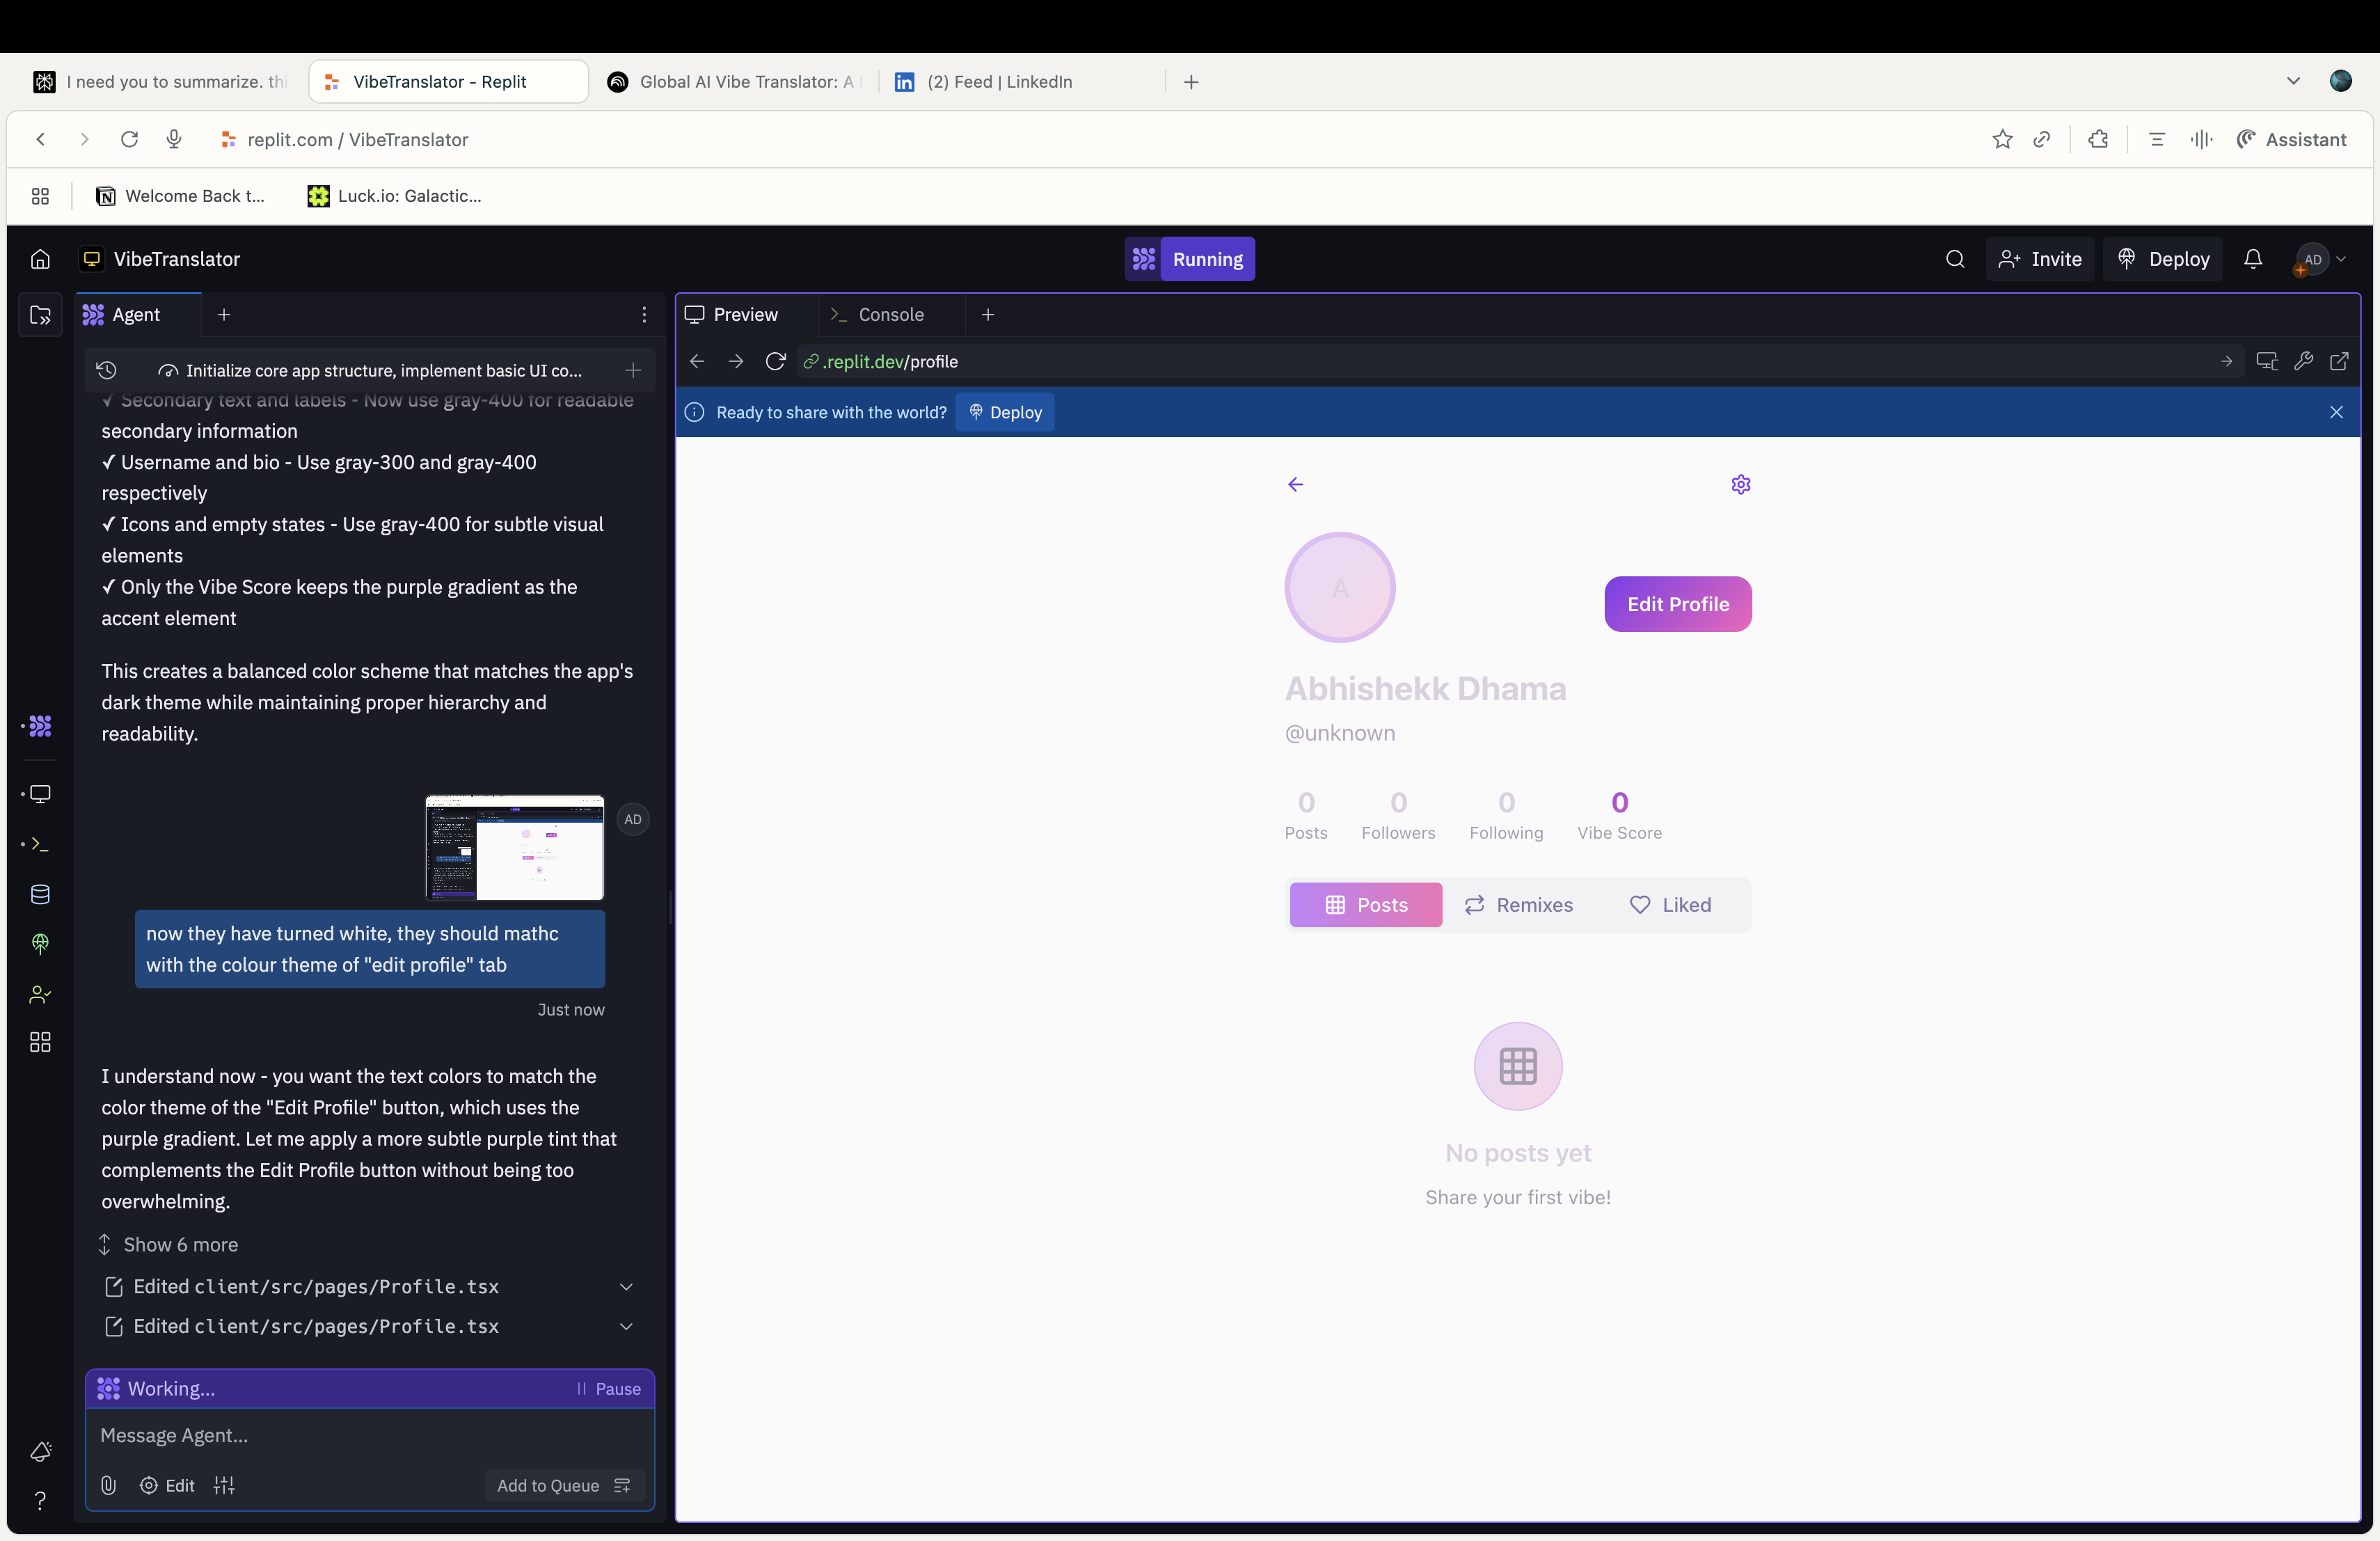 I need you to summarize. thi
VibeTranslator - Replit
Global AI Vibe Translator: A
(2) Feed | LinkedIn
replit.com / VibeTranslator
Assistant
Welcome Back t...
Luck.io: Galactic...
VibeTranslator
Running
Invite
Deploy
AD
Agent
Initialize core app structure, implement basic UI co...
✓ Secondary text and labels - Now use gray-400 for readable
secondary information
✓ Username and bio - Use gray-300 and gray-400
respectively
✓ Icons and empty states - Use gray-400 for subtle visual
elements
✓ Only the Vibe Score keeps the purple gradient as the
accent element
This creates a balanced color scheme that matches the app's
dark theme while maintaining proper hierarchy and
readability.
AD
now they have turned white, they should mathc
with the colour theme of "edit profile" tab
Just now
I understand now - you want the text colors to match the
color theme of the "Edit Profile" button, which uses the
purple gradient. Let me apply a more subtle purple tint that
complements the Edit Profile button without being too
overwhelming.
Show 6 more
Edited client/src/pages/Profile.tsx
Edited client/src/pages/Profile.tsx
Working...
Pause
Message Agent...
Edit
Add to Queue
Preview
Console
.replit.dev/profile
Ready to share with the world?
Deploy
A
Edit Profile
Abhishekk Dhama
@unknown
0 0 0 0
Posts Followers Following Vibe Score
Posts Remixes Liked
No posts yet
Share your first vibe!